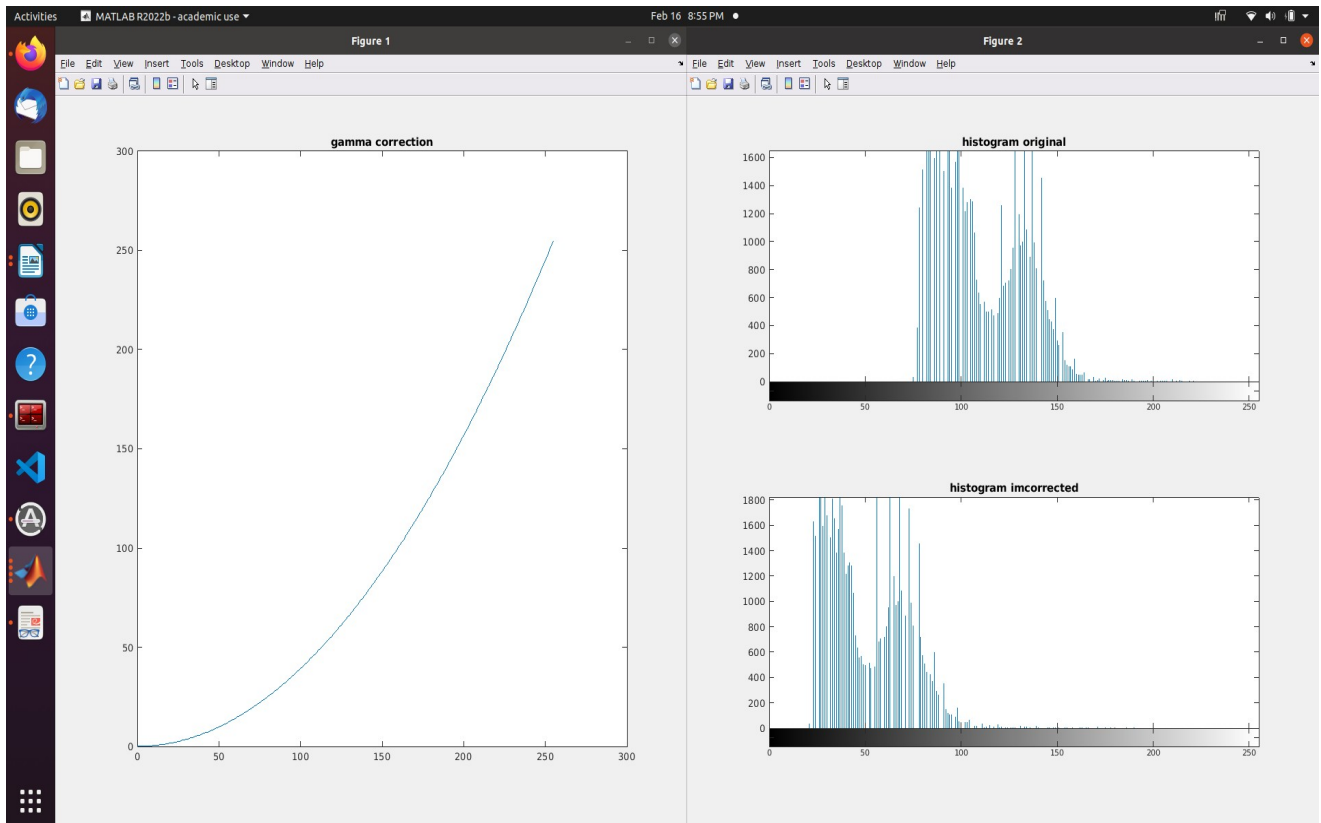 Activities MATLAB R2022b - academic use Feb 16 8:55 PM
Figure 1
File Edit View Insert Tools Desktop Window Help
gamma correction
300
250
200
150
100
50
0
0 50 100 150 200 250 300
Figure 2
File Edit View Insert Tools Desktop Window Help
histogram original
1600
1400
1200
1000
800
600
400
200
0
0 50 100 150 200 250
histogram imcorrected
1800
1600
1400
1200
1000
800
600
400
200
0
0 50 100 150 200 250